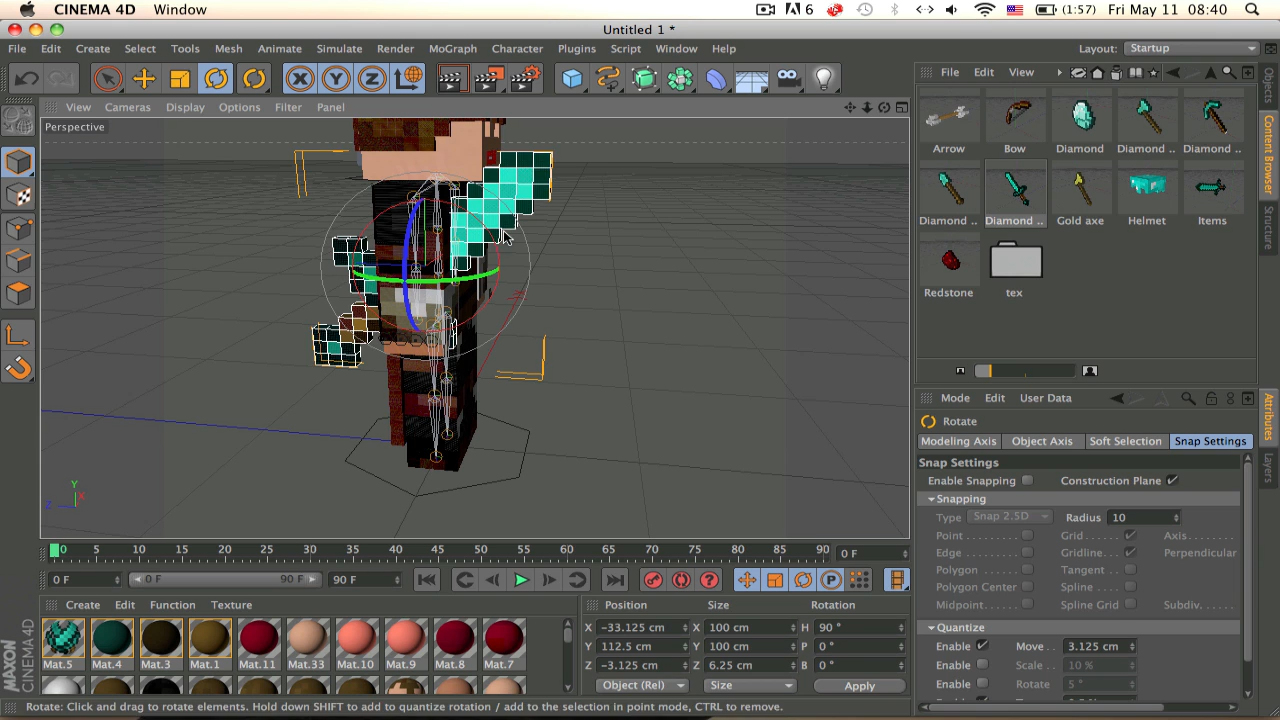 CINEMA 4D Window 6 (1:57) Fri May 11 08:40
Untitled 1 *
File Edit Create Select Tools Mesh Animate Simulate Render MoGraph Character Plugins Script Window Help Layout: Startup
File Edit View
View Cameras Display Options Filter Panel
Perspective
Arrow Bow Diamond Diamond .. Diamond ..
Diamond .. Diamond .. Gold axe Helmet Items
Redstone tex
Objects
Content Browser
Structure
Mode Edit User Data
Rotate
Modeling Axis Object Axis Soft Selection Snap Settings
Snap Settings
Enable Snapping Construction Plane
Snapping
Type Snap 2.5D Radius 10
Point Grid Axis
Edge Gridline Perpendicular
Polygon Tangent
Polygon Center Spline
Midpoint Spline Grid Subdiv.
Quantize
Enable Move 3.125 cm
Enable Scale 10 %
Enable Rotate 5 °
Attributes
Layers
Y
X
Z
0 5 10 15 20 25 30 35 40 45 50 55 60 65 70 75 80 85 90 0 F
0 F 0 F 90 F 90 F
Create Edit Function Texture
Mat.5 Mat.4 Mat.3 Mat.1 Mat.11 Mat.33 Mat.10 Mat.9 Mat.8 Mat.7
Position Size Rotation
X -33.125 cm X 100 cm H 90 °
Y 112.5 cm Y 100 cm P 0 °
Z -3.125 cm Z 6.25 cm B 0 °
Object (Rel) Size Apply
MAXON
CINEMA 4D
Rotate: Click and drag to rotate elements. Hold down SHIFT to add to quantize rotation / add to the selection in point mode, CTRL to remove.